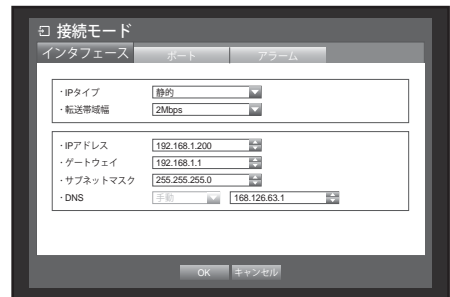 接続モード
インタフェース ポート アラーム
・IPタイプ 静的
・転送帯域幅 2Mbps
・IPアドレス 192.168.1.200
・ゲートウェイ 192.168.1.1
・サブネットマスク 255.255.255.0
・DNS 手動 168.126.63.1
OK キャンセル